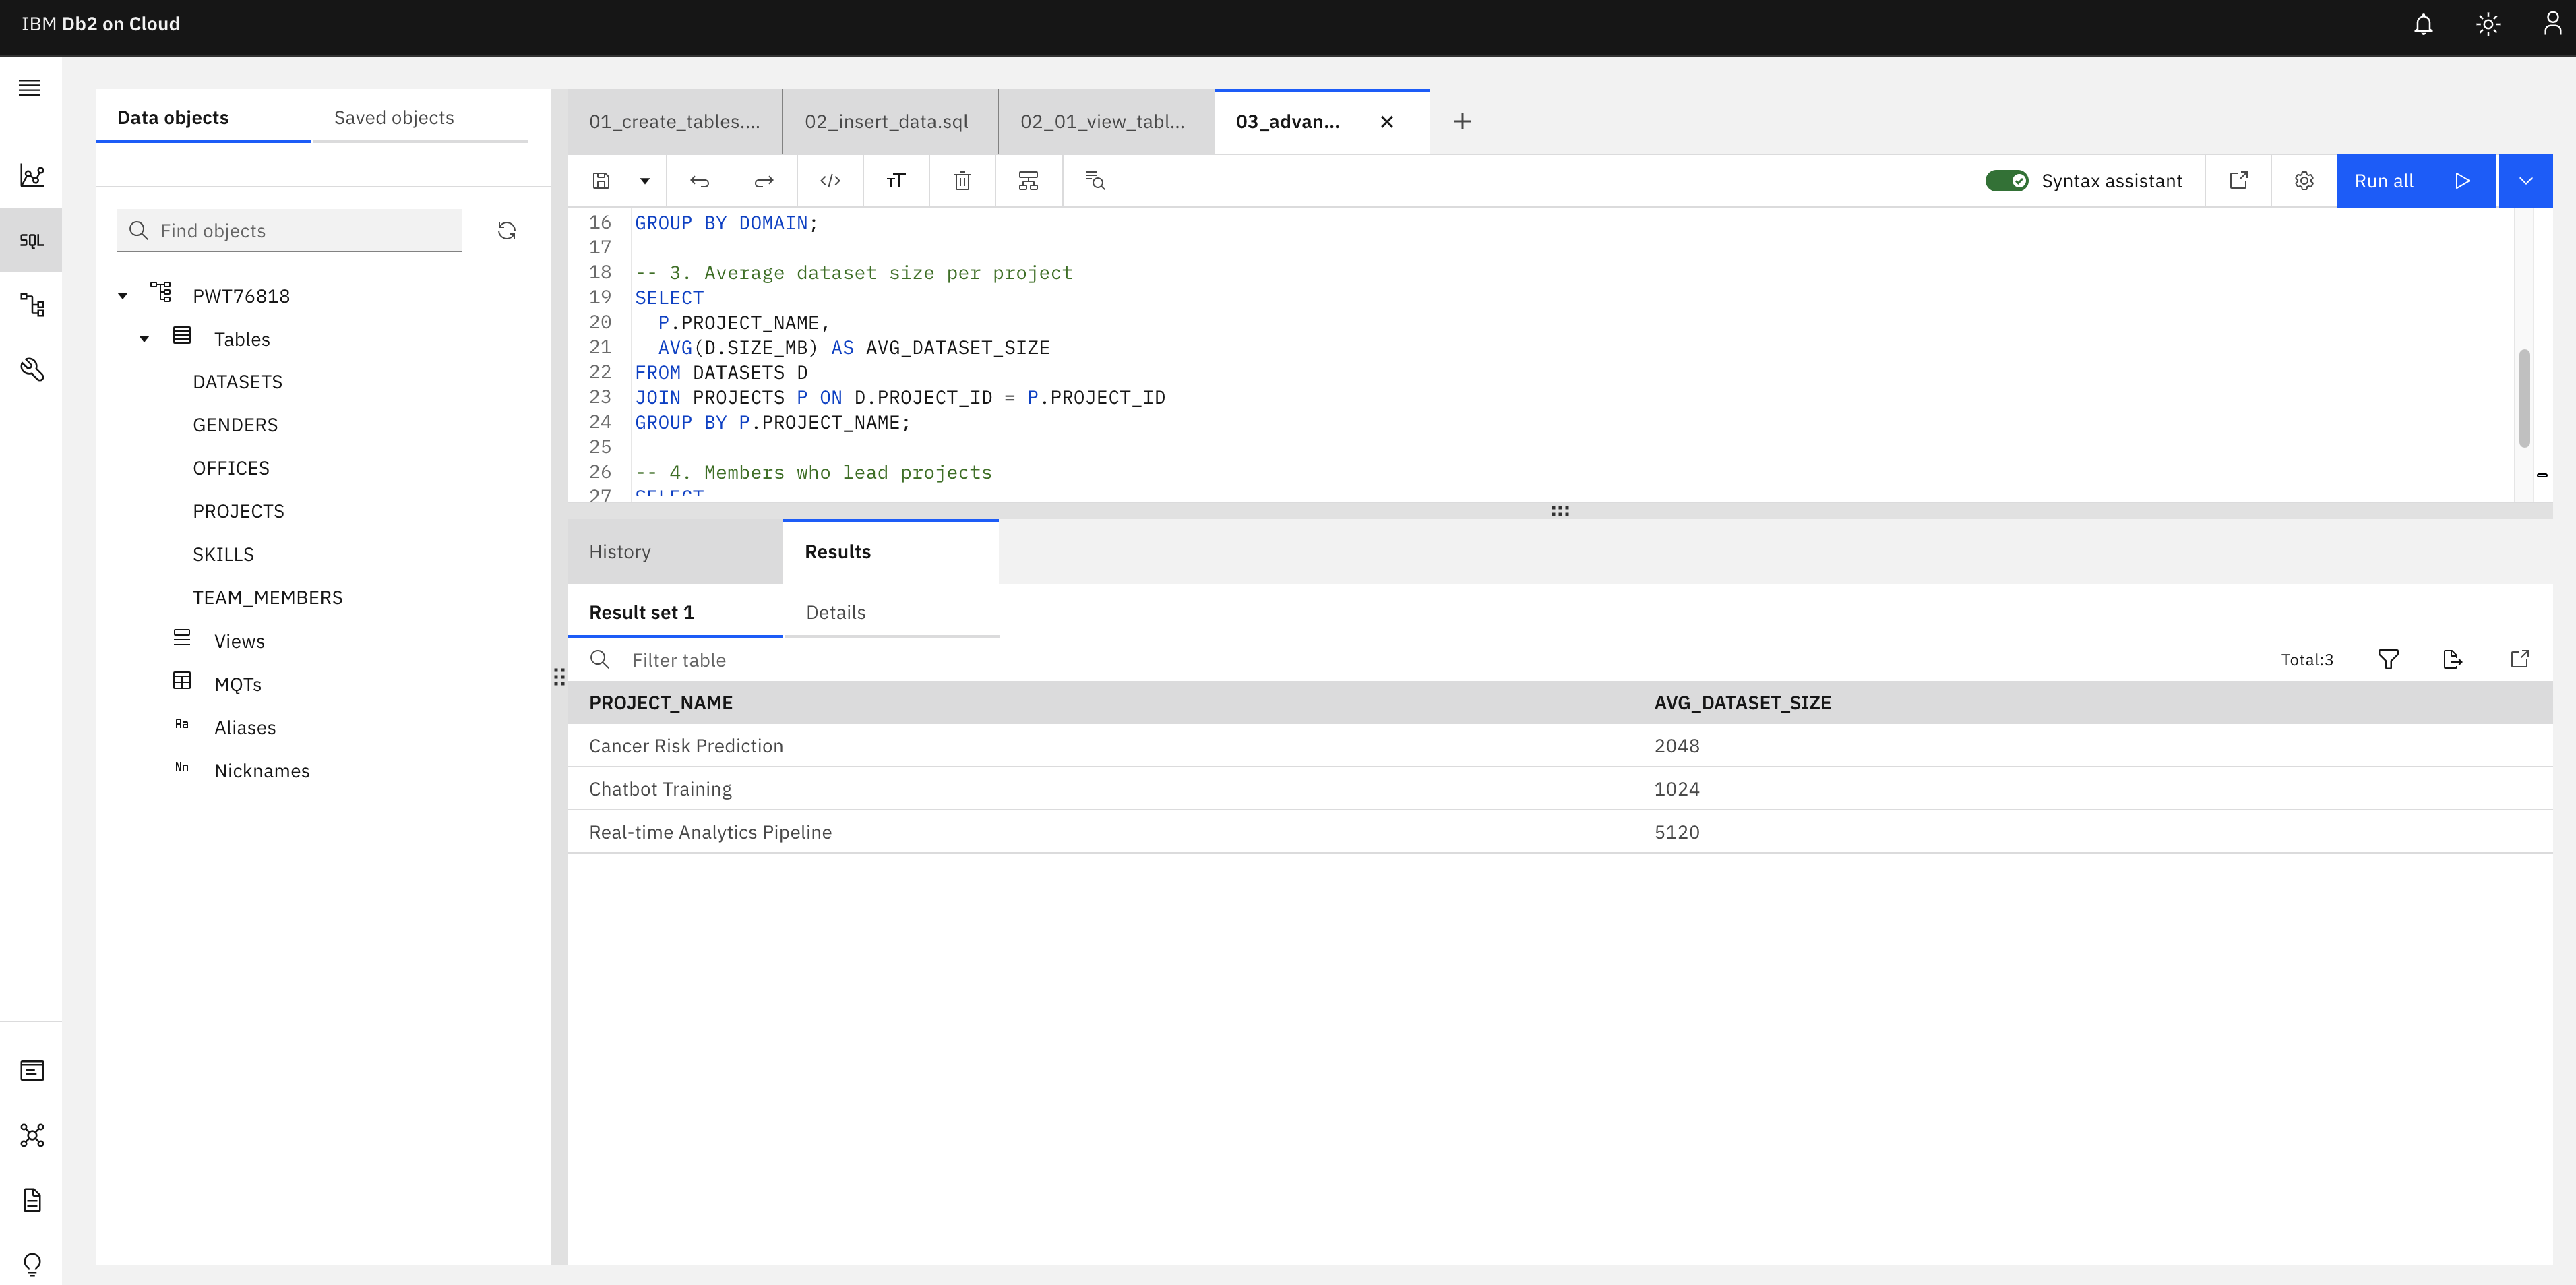 IBM Db2 on Cloud
Data objects
Saved objects
Find objects
SQL
PWT76818
Tables
DATASETS
GENDERS
OFFICES
PROJECTS
SKILLS
TEAM_MEMBERS
Views
MQTs
Aa Aliases
Nn Nicknames
01_create_tables....
02_insert_data.sql
02_01_view_tabl...
03_advan...
Syntax assistant
Run all
16 GROUP BY DOMAIN;
17
18 -- 3. Average dataset size per project
19 SELECT
20   P.PROJECT_NAME,
21   AVG(D.SIZE_MB) AS AVG_DATASET_SIZE
22 FROM DATASETS D
23 JOIN PROJECTS P ON D.PROJECT_ID = P.PROJECT_ID
24 GROUP BY P.PROJECT_NAME;
25
26 -- 4. Members who lead projects
27 SELECT
History
Results
Result set 1
Details
Filter table
Total:3
PROJECT_NAME AVG_DATASET_SIZE
Cancer Risk Prediction 2048
Chatbot Training 1024
Real-time Analytics Pipeline 5120